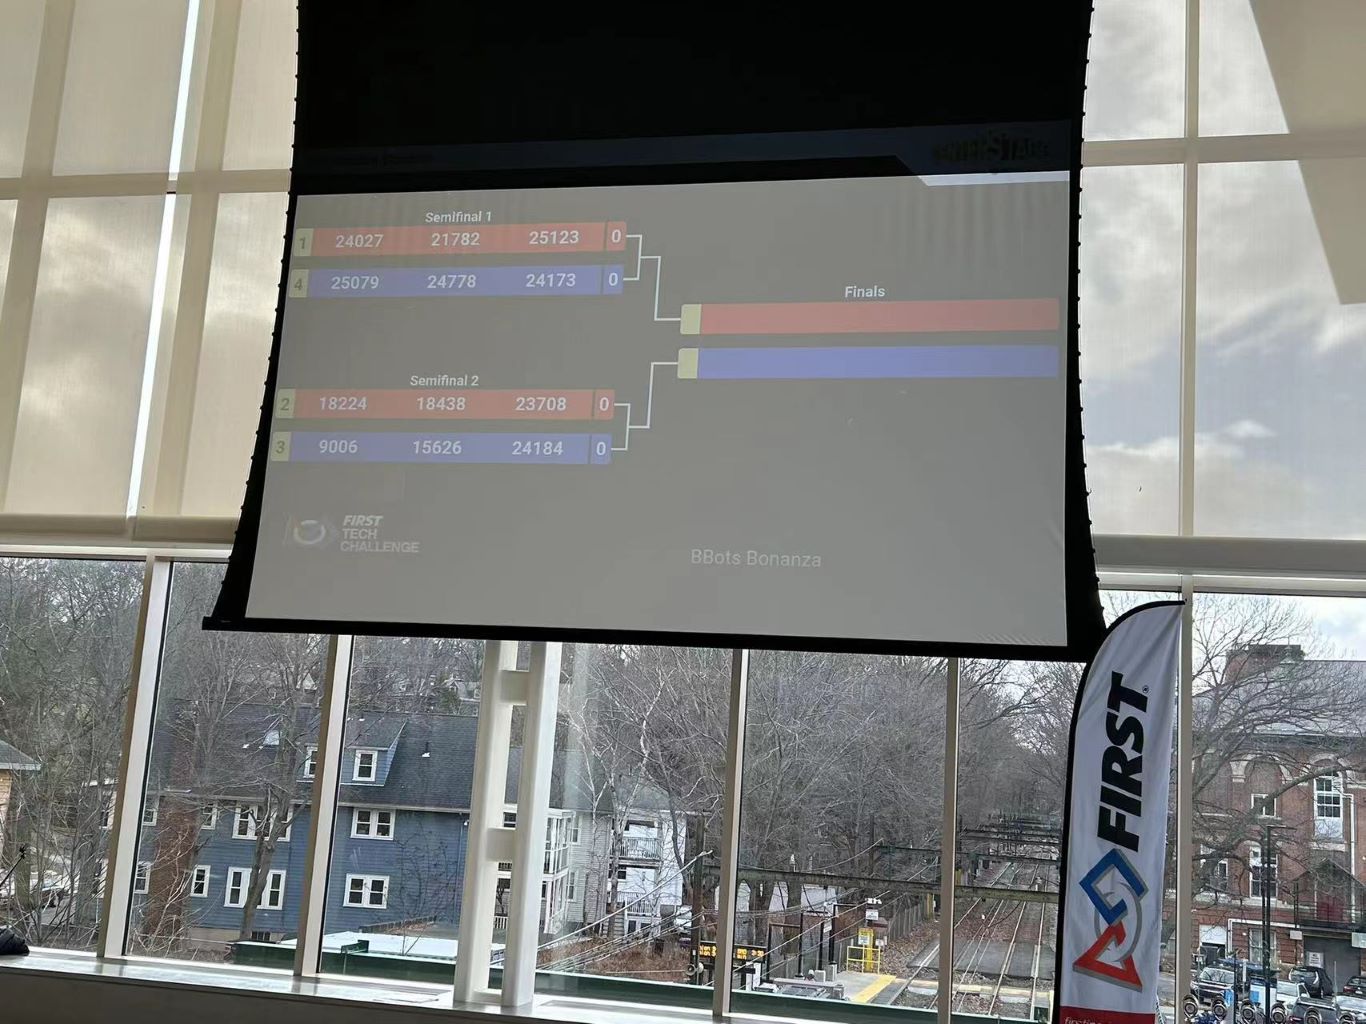 CENTERSTAGE
Semifinal 1
1 24027 21782 25123 0
4 25079 24778 24173 0
Finals
Semifinal 2
2 18224 18438 23708 0
3 9006 15626 24184 0
FIRST
TECH
CHALLENGE
BBots Bonanza
FIRST®